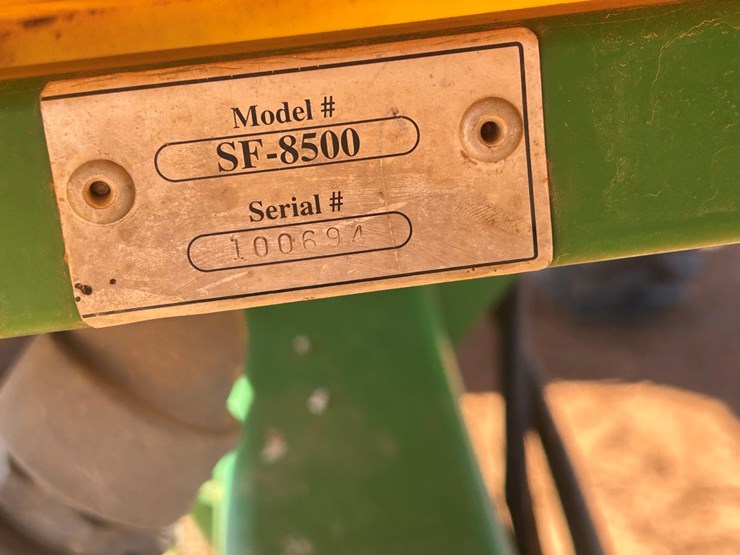 Model #
SF-8500
Serial #
100694